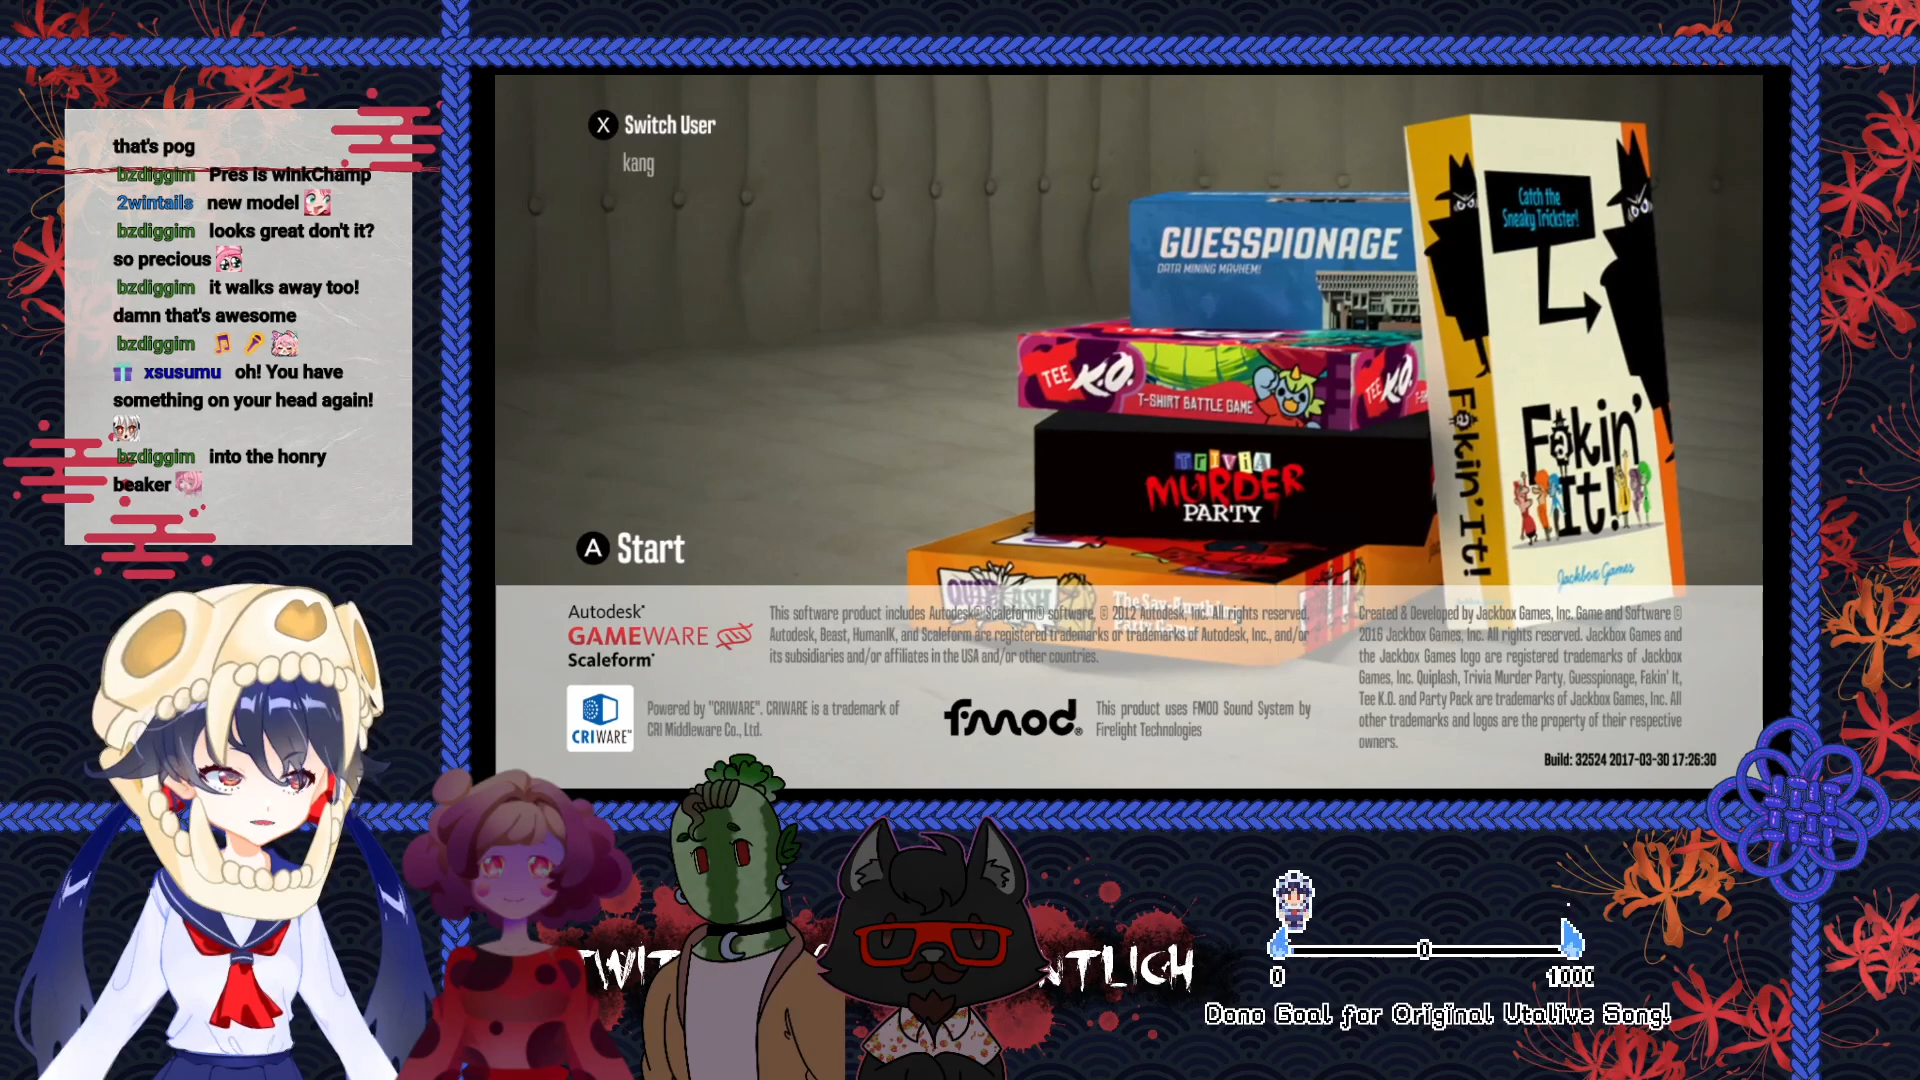 that's pog
bzdiggim Pres is winkChamp
2wintails new model
bzdiggim looks great don't it?
so precious
bzdiggim it walks away too!
damn that's awesome
bzdiggim
xsusumu oh! You have
something on your head again!
bzdiggim into the honry
beaker
X Switch User
kang
A Start
GUESSPIONAGE
DATA MINING MAYHEM!
TEE K.O.
T-SHIRT BATTLE GAME
TEE K.O.
TRIVIA
MURDER
PARTY
Catch the
Sneaky Trickster!
Fakin' It!
Fakin'
It!
Jackbox Games
Autodesk®
GAMEWARE
Scaleform®
This software product includes Autodesk® Scaleform® software, © 2012 Autodesk, Inc. All rights reserved.
Autodesk, Beast, HumanIK, and Scaleform are registered trademarks or trademarks of Autodesk, Inc., and/or
its subsidiaries and/or affiliates in the USA and/or other countries.
CRIWARE™
Powered by "CRIWARE". CRIWARE is a trademark of
CRI Middleware Co., Ltd.
fmod®
This product uses FMOD Sound System by
Firelight Technologies
Created & Developed by Jackbox Games, Inc. Game and Software ©
2016 Jackbox Games, Inc. All rights reserved. Jackbox Games and
the Jackbox Games logo are registered trademarks of Jackbox
Games, Inc. Quiplash, Trivia Murder Party, Guesspionage, Fakin' It,
Tee K.O. and Party Pack are trademarks of Jackbox Games, Inc. All
other trademarks and logos are the property of their respective
owners.
Build: 32524 2017-03-30 17:26:30
0
0
1000
Dono Goal for Original Utalive Song!